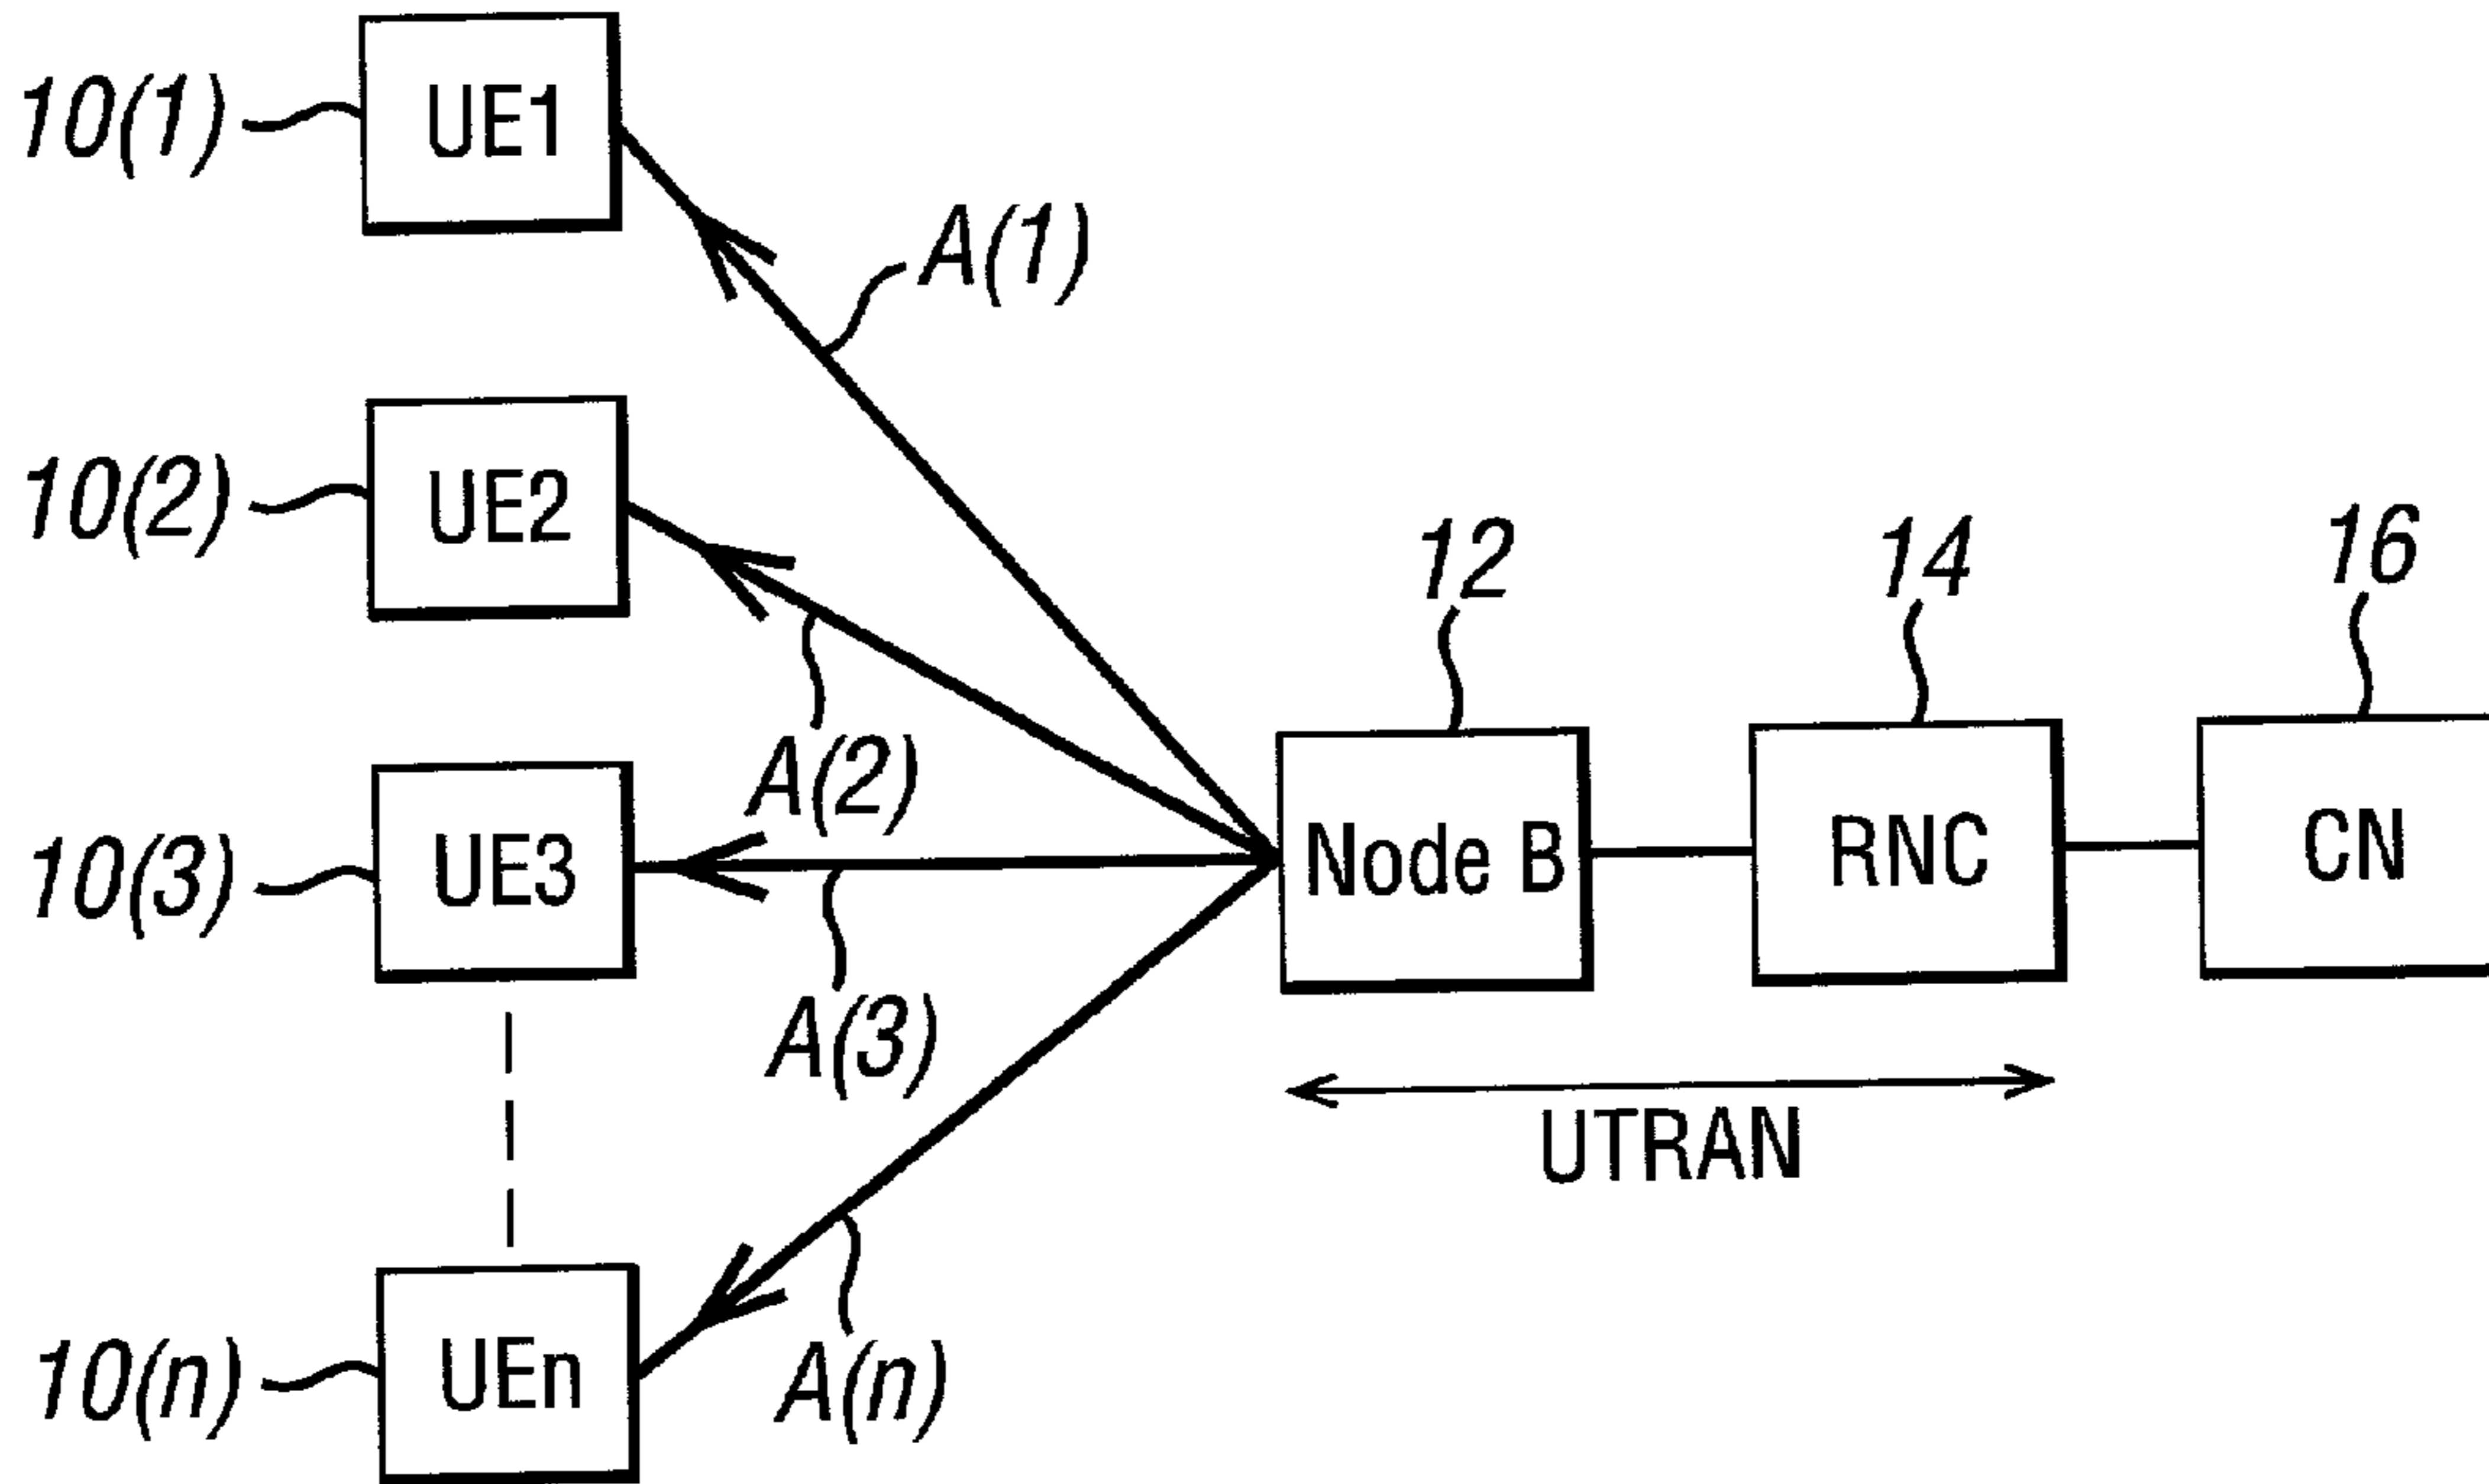 10(1)
UE1
A(1)
10(2)
UE2
12
14
16
A(2)
10(3)
UE3
Node B
RNC
CN
A(3)
UTRAN
10(n)
UEn
A(n)